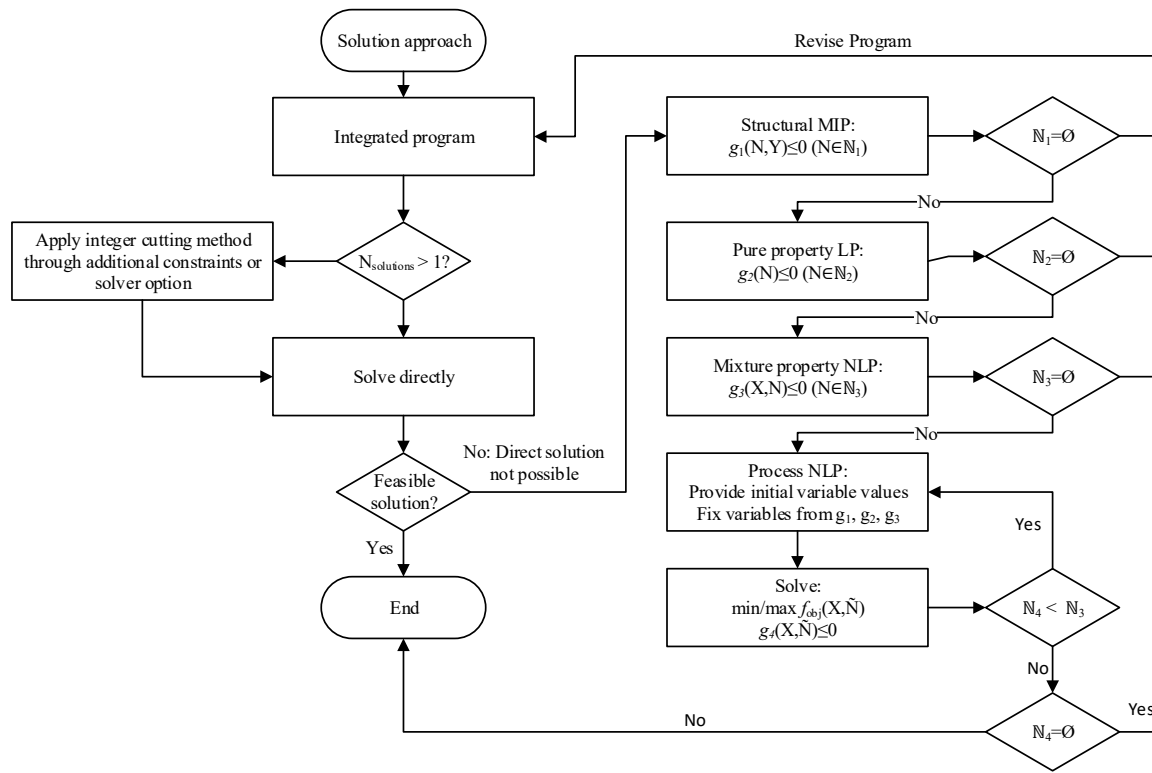 Solution approach
Revise Program
Integrated program
Structural MIP:
g₁(N,Y)≤0 (N∈ℕ₁)
ℕ₁=Ø
No
Apply integer cutting method
through additional constraints or
solver option
N_solutions > 1?
Pure property LP:
g₂(N)≤0 (N∈ℕ₂)
ℕ₂=Ø
No
Solve directly
Mixture property NLP:
g₃(X,N)≤0 (N∈ℕ₃)
ℕ₃=Ø
No
No: Direct solution
not possible
Feasible
solution?
Process NLP:
Provide initial variable values
Fix variables from g₁, g₂, g₃
Yes
Yes
End
Solve:
min/max f_obj(X,Ñ)
g₄(X,Ñ)≤0
ℕ₄ < ℕ₃
No
No
ℕ₄=Ø
Yes